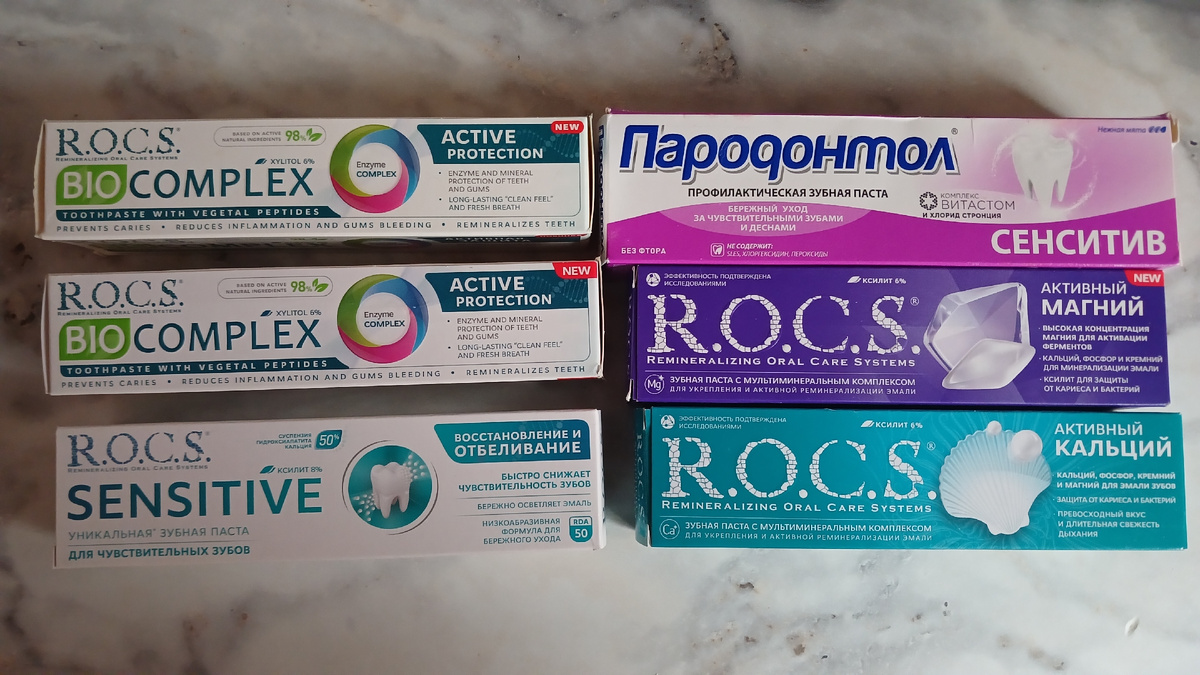 R.O.C.S.®
REMINERALIZING ORAL CARE SYSTEMS
BASED ON ACTIVE
NATURAL INGREDIENTS 98%
XYLITOL 6%
BIO COMPLEX
TOOTHPASTE WITH VEGETAL PEPTIDES
Enzyme
COMPLEX
NEW
ACTIVE
PROTECTION
• ENZYME AND MINERAL
PROTECTION OF TEETH
AND GUMS
• LONG-LASTING "CLEAN FEEL"
AND FRESH BREATH
PREVENTS CARIES • REDUCES INFLAMMATION AND GUMS BLEEDING • REMINERALIZES TEETH
R.O.C.S.®
REMINERALIZING ORAL CARE SYSTEMS
BASED ON ACTIVE
NATURAL INGREDIENTS 98%
XYLITOL 6%
BIO COMPLEX
TOOTHPASTE WITH VEGETAL PEPTIDES
Enzyme
COMPLEX
NEW
ACTIVE
PROTECTION
• ENZYME AND MINERAL
PROTECTION OF TEETH
AND GUMS
• LONG-LASTING "CLEAN FEEL"
AND FRESH BREATH
PREVENTS CARIES • REDUCES INFLAMMATION AND GUMS BLEEDING • REMINERALIZES TEETH
R.O.C.S.®
REMINERALIZING ORAL CARE SYSTEMS
СУСПЕНЗИЯ
ГИДРОКСИАПАТИТА
КАЛЬЦИЯ 50%
КСИЛИТ 8%
SENSITIVE
УНИКАЛЬНАЯ* ЗУБНАЯ ПАСТА
ДЛЯ ЧУВСТВИТЕЛЬНЫХ ЗУБОВ
ВОССТАНОВЛЕНИЕ И
ОТБЕЛИВАНИЕ
БЫСТРО СНИЖАЕТ
ЧУВСТВИТЕЛЬНОСТЬ ЗУБОВ
БЕРЕЖНО ОСВЕТЛЯЕТ ЭМАЛЬ
НИЗКОАБРАЗИВНАЯ
ФОРМУЛА ДЛЯ
БЕРЕЖНОГО УХОДА
RDA
50
Пародонтол®
Нежная мята
ПРОФИЛАКТИЧЕСКАЯ ЗУБНАЯ ПАСТА
БЕРЕЖНЫЙ УХОД
ЗА ЧУВСТВИТЕЛЬНЫМИ ЗУБАМИ
И ДЕСНАМИ
КОМПЛЕКС
ВИТАСТОМ
И ХЛОРИД СТРОНЦИЯ
БЕЗ ФТОРА
НЕ СОДЕРЖИТ:
SLES, ХЛОРГЕКСИДИН, ПЕРОКСИДЫ
СЕНСИТИВ
ЭФФЕКТИВНОСТЬ ПОДТВЕРЖДЕНА
ИССЛЕДОВАНИЯМИ
КСИЛИТ 6%
NEW
R.O.C.S.®
REMINERALIZING ORAL CARE SYSTEMS
Mg
ЗУБНАЯ ПАСТА С МУЛЬТИМИНЕРАЛЬНЫМ КОМПЛЕКСОМ
ДЛЯ УКРЕПЛЕНИЯ И АКТИВНОЙ РЕМИНЕРАЛИЗАЦИИ ЭМАЛИ
АКТИВНЫЙ
МАГНИЙ
• ВЫСОКАЯ КОНЦЕНТРАЦИЯ
МАГНИЯ ДЛЯ АКТИВАЦИИ
ФЕРМЕНТОВ
• КАЛЬЦИЙ, ФОСФОР И КРЕМНИЙ
ДЛЯ МИНЕРАЛИЗАЦИИ ЭМАЛИ
• КСИЛИТ ДЛЯ ЗАЩИТЫ
ОТ КАРИЕСА И БАКТЕРИЙ
ЭФФЕКТИВНОСТЬ ПОДТВЕРЖДЕНА
ИССЛЕДОВАНИЯМИ
КСИЛИТ 6%
R.O.C.S.®
REMINERALIZING ORAL CARE SYSTEMS
Ca
ЗУБНАЯ ПАСТА С МУЛЬТИМИНЕРАЛЬНЫМ КОМПЛЕКСОМ
ДЛЯ УКРЕПЛЕНИЯ И АКТИВНОЙ РЕМИНЕРАЛИЗАЦИИ ЭМАЛИ
АКТИВНЫЙ
КАЛЬЦИЙ
КАЛЬЦИЙ, ФОСФОР, КРЕМНИЙ
И МАГНИЙ ДЛЯ ЭМАЛИ ЗУБОВ
ЗАЩИТА ОТ КАРИЕСА И БАКТЕРИЙ
ПРЕВОСХОДНЫЙ ВКУС
И ДЛИТЕЛЬНАЯ СВЕЖЕСТЬ
ДЫХАНИЯ